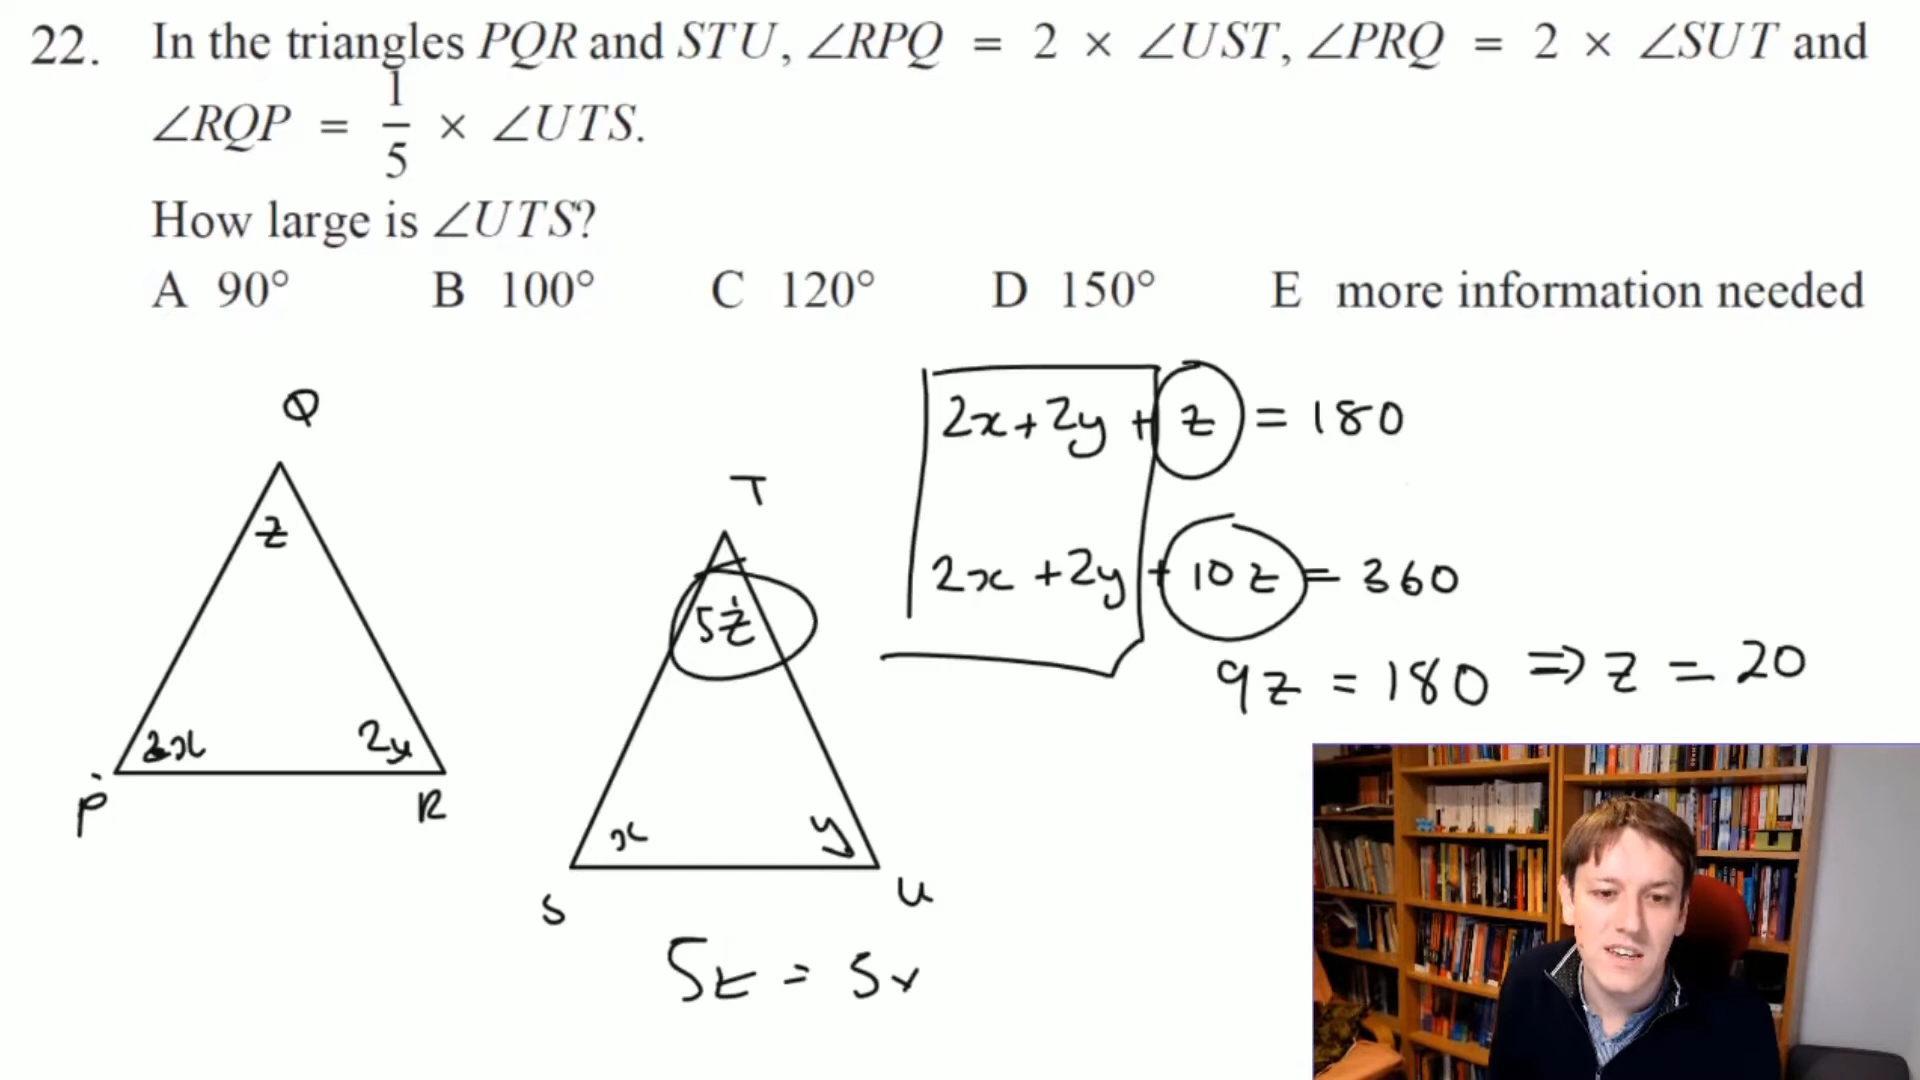 22. In the triangles PQR and STU, ∠RPQ = 2 × ∠UST, ∠PRQ = 2 × ∠SUT and
∠RQP = 1/5 × ∠UTS.
How large is ∠UTS?
A 90° B 100° C 120° D 150° E more information needed
Q
z
2x
2y
P
R
T
5z
x
y
S
U
2x + 2y + z = 180
2x + 2y + 10z = 360
9z = 180 ⇒ z = 20
5z = 5×